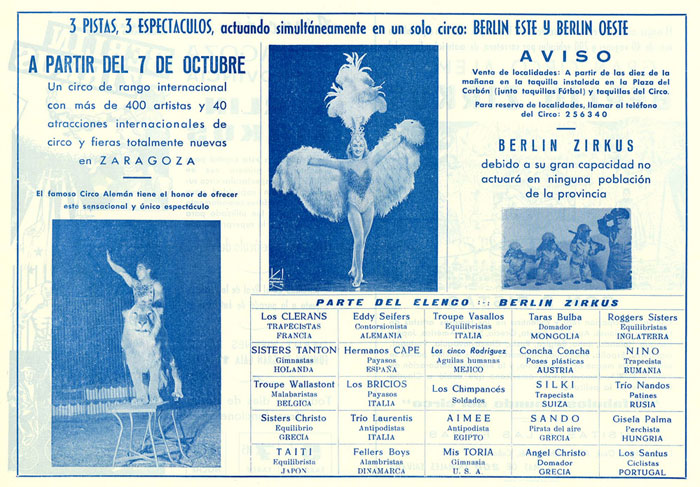 3 PISTAS, 3 ESPECTACULOS, actuando simultáneamente en un solo circo: BERLIN ESTE Y BERLIN OESTE
A PARTIR DEL 7 DE OCTUBRE
Un circo de rango internacional
con más de 400 artistas y 40
atracciones internacionales de
circo y fieras totalmente nuevas
en ZARAGOZA
El famoso Circo Alemán tiene el honor de ofrecer
este sensacional y único espectáculo
AVISO
Venta de localidades: A partir de las diez de la
mañana en la taquilla instalada en la Plaza del
Carbón (junto taquillas Fútbol) y taquillas del Circo.
Para reserva de localidades, llamar al teléfono
del Circo: 256340
BERLIN ZIRKUS
debido a su gran capacidad no
actuará en ninguna población
de la provincia
PARTE DEL ELENCO -:- BERLIN ZIRKUS
Los CLERANS
TRAPECISTAS
FRANCIA
Eddy Seifers
Contorsionista
ALEMANIA
Troupe Vasallos
Equilibristas
ITALIA
Taras Bulba
Domador
MONGOLIA
Roggers Sisters
Equilibristas
INGLATERRA
SISTERS TANTON
Gimnastas
HOLANDA
Hermanos CAPE
Payasos
ESPAÑA
Los cinco Rodríguez
Aguilas humanas
MEJICO
Concha Concha
Poses plásticas
AUSTRIA
NINO
Trapecista
RUMANIA
Troupe Wallastont
Malabaristas
BELGICA
Los BRICIOS
Payasos
ITALIA
Los Chimpancés
Soldados
SILKI
Trapecista
SUIZA
Trío Nandos
Patines
RUSIA
Sisters Christo
Equilibrio
GRECIA
Trío Laurentis
Antipodistas
ITALIA
AIMEE
Antipodista
EGIPTO
SANDO
Pirata del aire
GRECIA
Gisela Palma
Perchista
HUNGRIA
TAITI
Equilibrista
JAPON
Fellers Boys
Alambristas
DINAMARCA
Mis TORIA
Gimnasia
U. S. A.
Angel Christo
Domador
GRECIA
Los Santus
Ciclistas
PORTUGAL